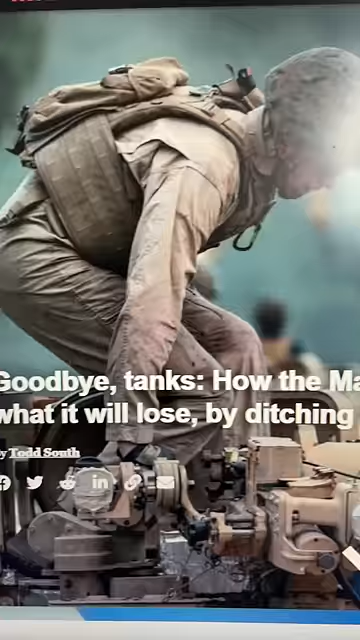 Goodbye, tanks: How the Ma
what it will lose, by ditching
By Todd South